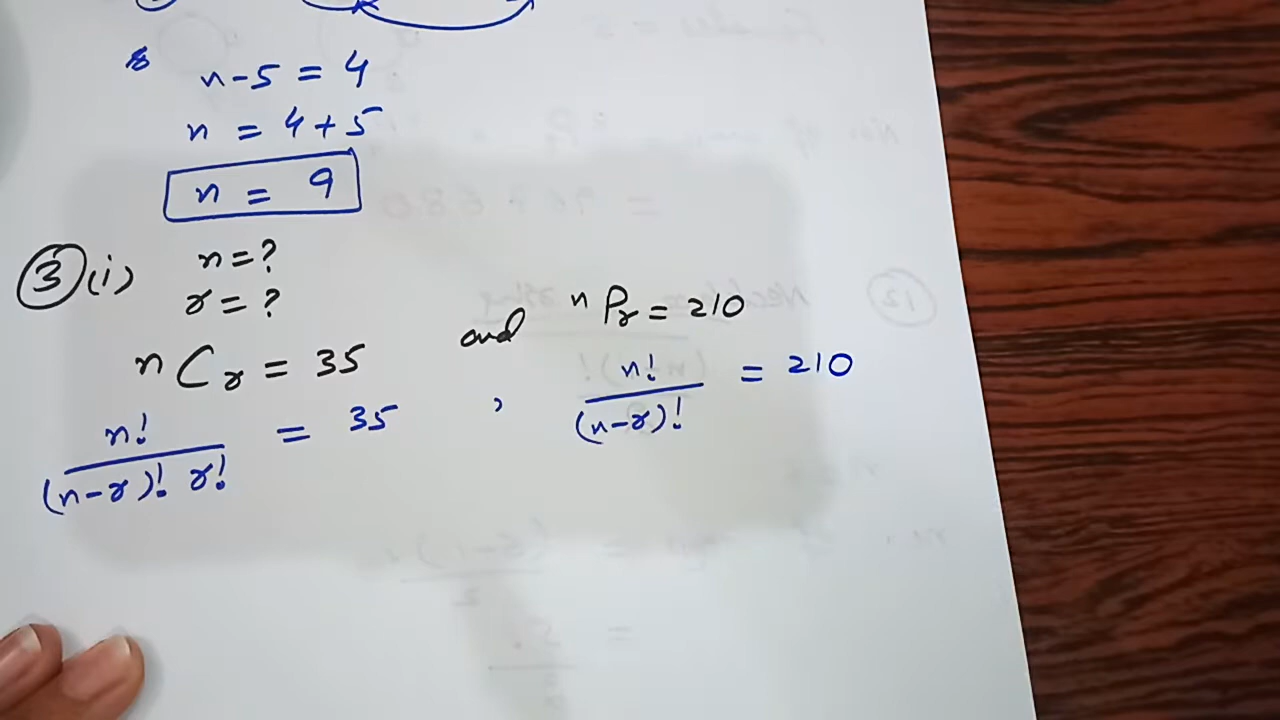 n - 5 = 4
n = 4 + 5
n = 9
③ (i) n = ?
r = ?
nCr = 35 and nPr = 210
n! / (n-r)! r! = 35 , n! / (n-r)! = 210